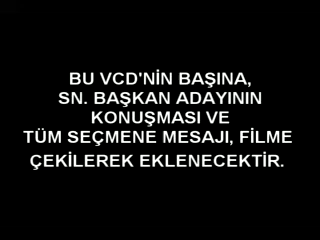 BU VCD'NİN BAŞINA,
SN. BAŞKAN ADAYININ
KONUŞMASI VE
TÜM SEÇMENE MESAJI, FİLME
ÇEKİLEREK EKLENECEKTİR.